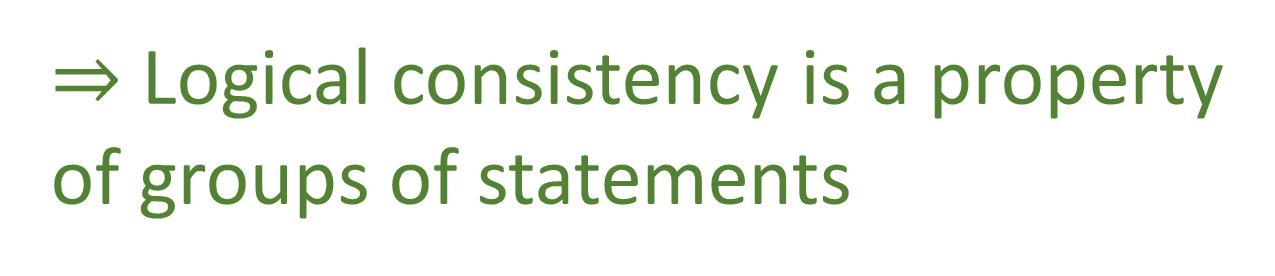 ⇒ Logical consistency is a property
of groups of statements